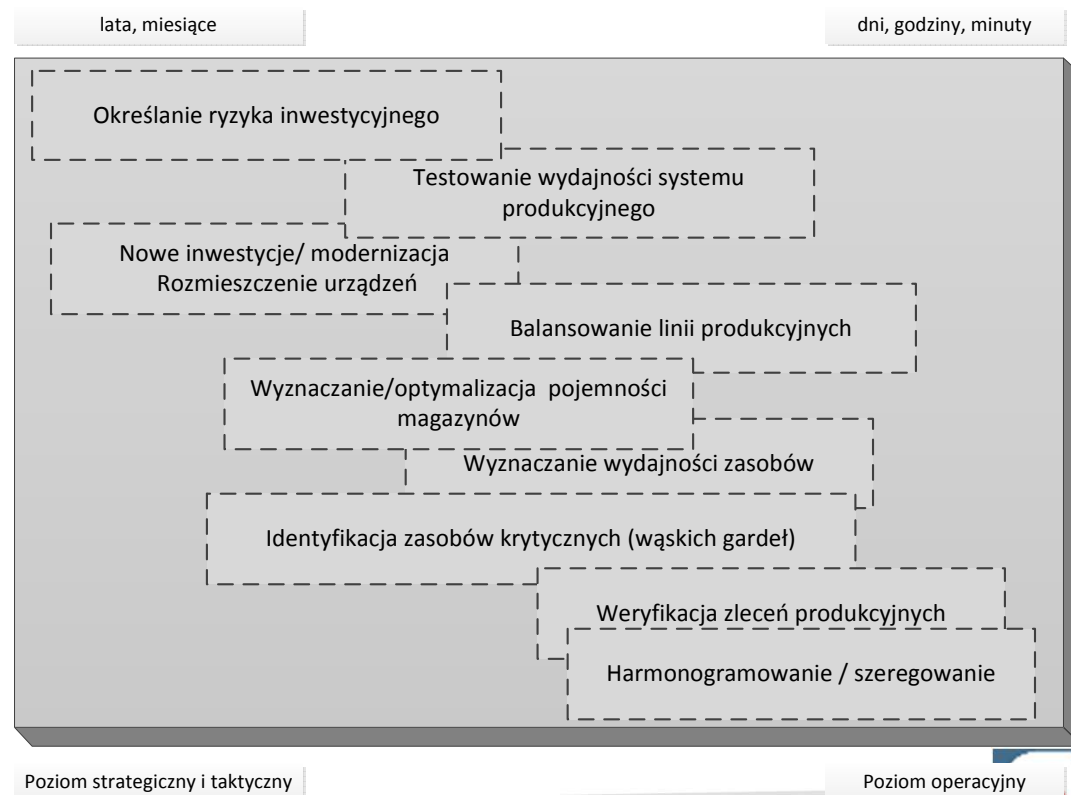 lata, miesiące
dni, godziny, minuty
Określanie ryzyka inwestycyjnego
Testowanie wydajności systemu
produkcyjnego
Nowe inwestycje/ modernizacja
Rozmieszczenie urządzeń
Balansowanie linii produkcyjnych
Wyznaczanie/optymalizacja pojemności
magazynów
Wyznaczanie wydajności zasobów
Identyfikacja zasobów krytycznych (wąskich gardeł)
Weryfikacja zleceń produkcyjnych
Harmonogramowanie / szeregowanie
Poziom strategiczny i taktyczny
Poziom operacyjny